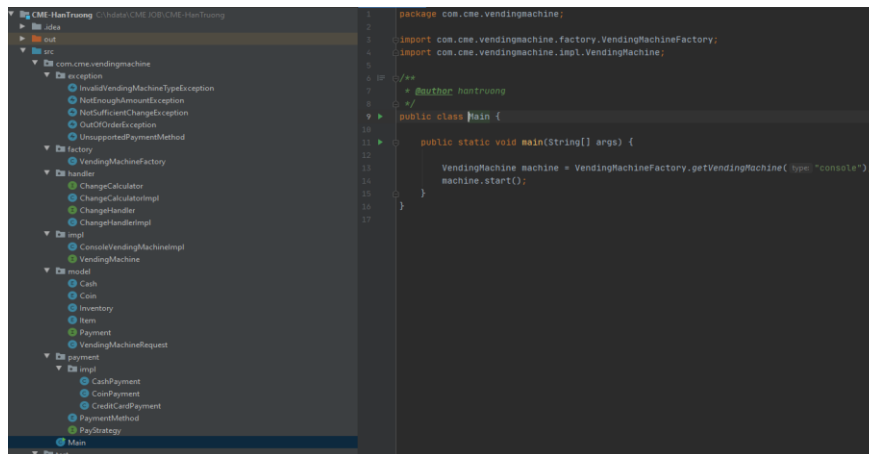 CME-HanTruong C:\hdata\CME JOB\CME-HanTruong
.idea
out
src
com.cme.vendingmachine
exception
InvalidVendingMachineTypeException
NotEnoughAmountException
NotSufficientChangeException
OutOfOrderException
UnsupportedPaymentMethod
factory
VendingMachineFactory
handler
ChangeCalculator
ChangeCalculatorImpl
ChangeHandler
ChangeHandlerImpl
impl
ConsoleVendingMachineImpl
VendingMachine
model
Cash
Coin
Inventory
Item
Payment
VendingMachineRequest
payment
impl
CashPayment
CoinPayment
CreditCardPayment
PaymentMethod
PayStrategy
Main
1 package com.cme.vendingmachine;
2
3 import com.cme.vendingmachine.factory.VendingMachineFactory;
4 import com.cme.vendingmachine.impl.VendingMachine;
5
6 /**
7 * @author hantruong
8 */
9 public class Main {
10
11 public static void main(String[] args) {
12
13 VendingMachine machine = VendingMachineFactory.getVendingMachine( type: "console")
14 machine.start();
15 }
16 }
17